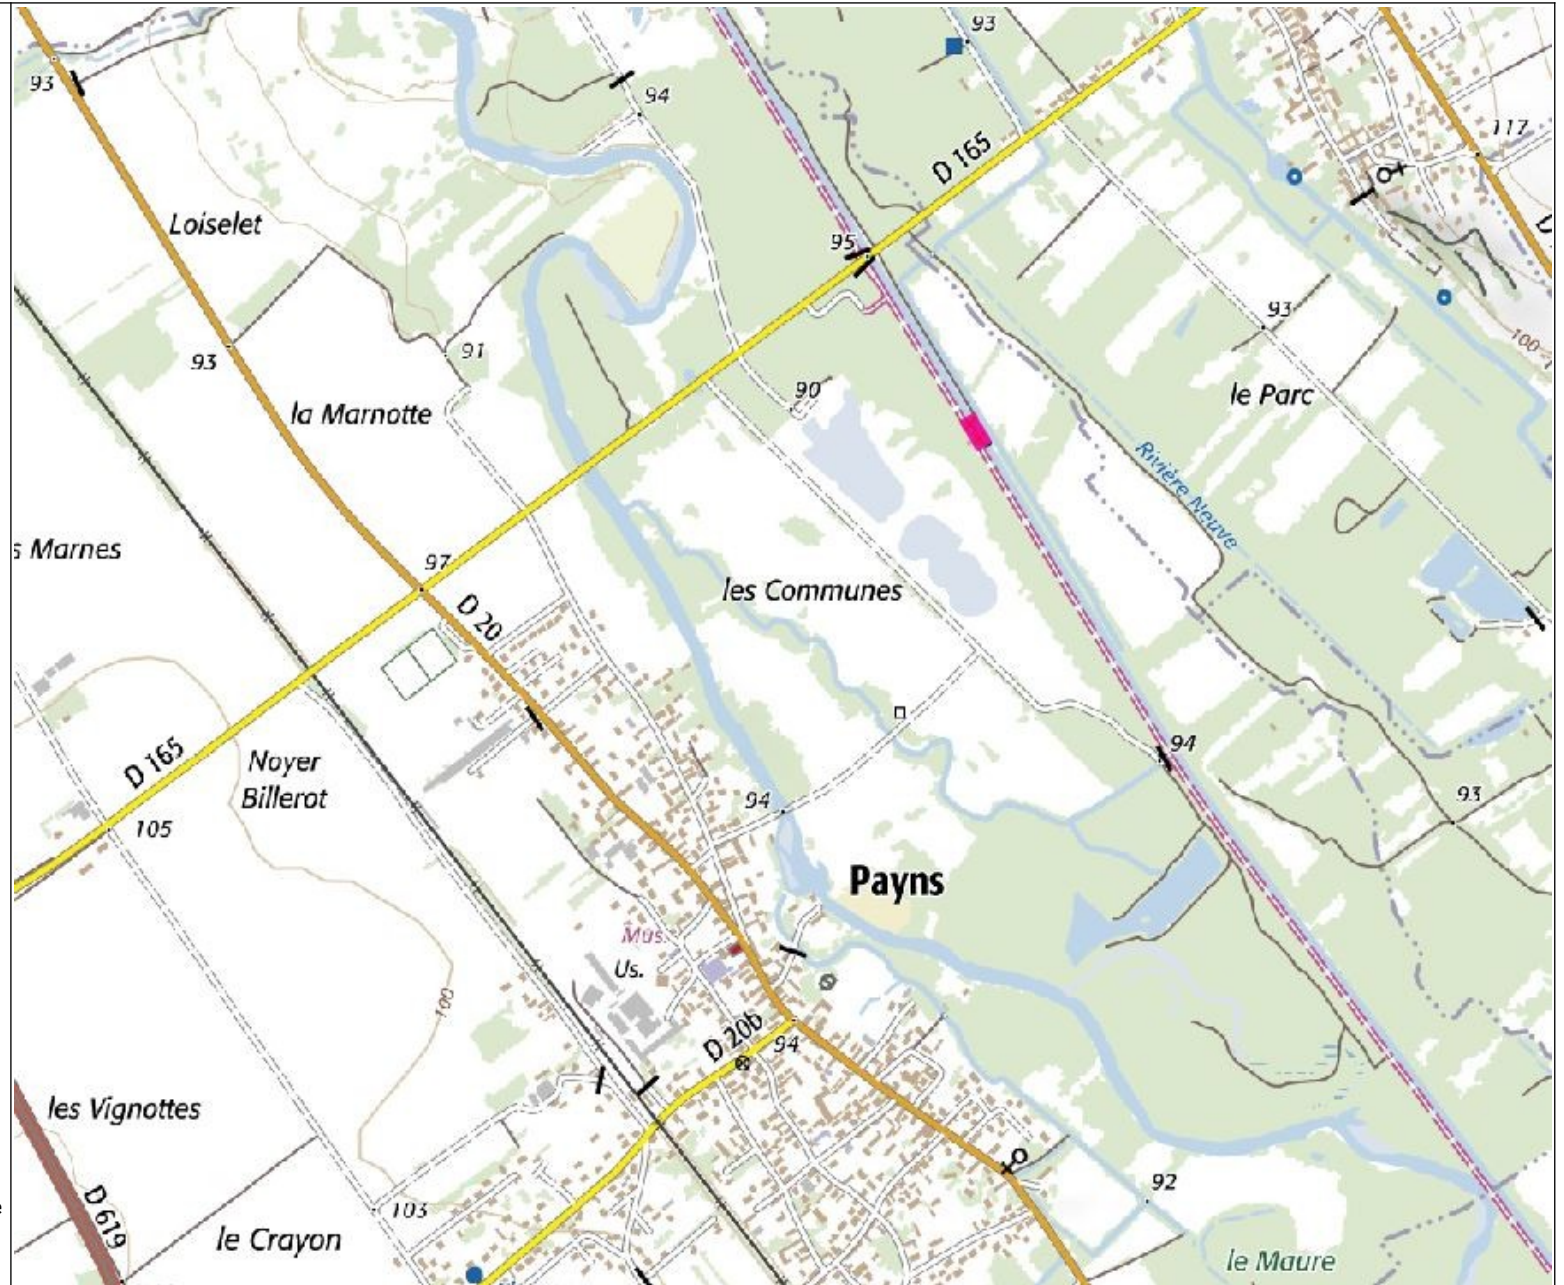 93
93
94
117
D 165
Loiselet
95
93
93
91
le Parc
90
la Marnotte
Rivière Neuve
100
s Marnes
97
les Communes
D 20
94
D 165
Noyer
Billerot
94
93
105
Payns
Mus.
Us.
100
D 20b
94
les Vignottes
92
D 619
103
le Crayon
le Maure